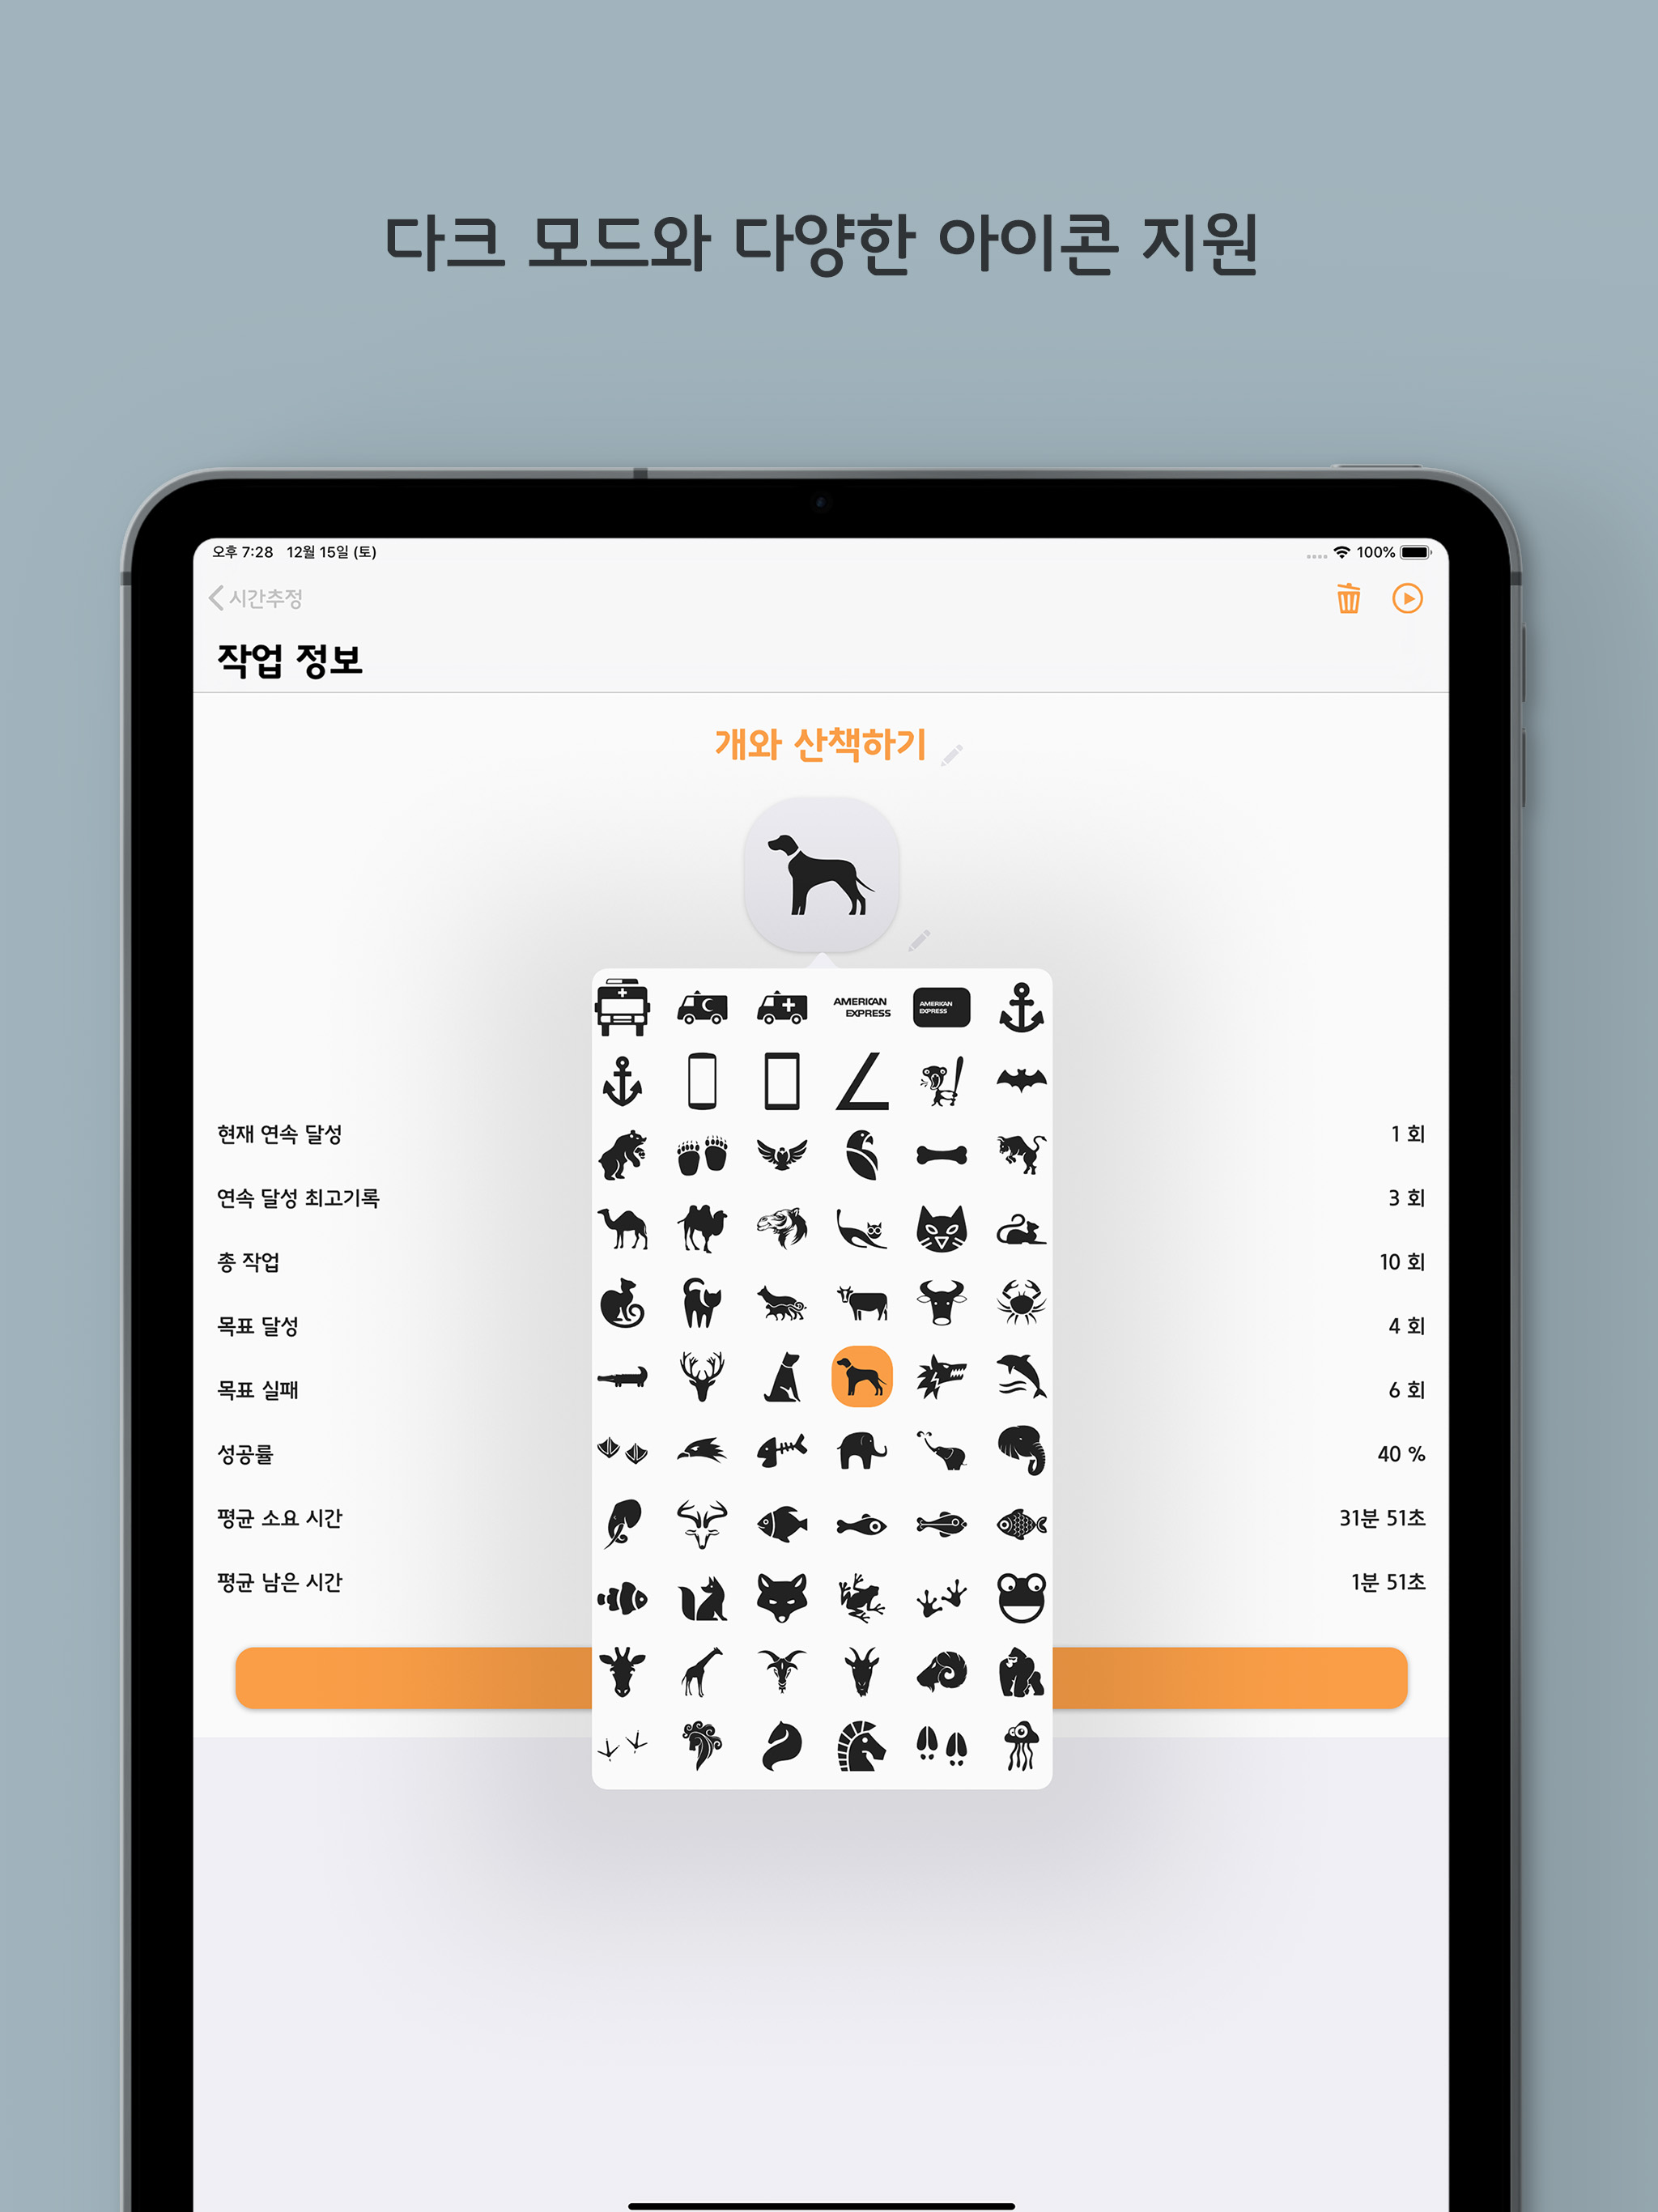 다크 모드와 다양한 아이콘 지원
오후 7:28 12월 15일 (토) 100%
시간추정
작업 정보
개와 산책하기
AMERICAN EXPRESS
AMERICAN EXPRESS
현재 연속 달성 1 회
연속 달성 최고기록 3 회
총 작업 10 회
목표 달성 4 회
목표 실패 6 회
성공률 40 %
평균 소요 시간 31분 51초
평균 남은 시간 1분 51초